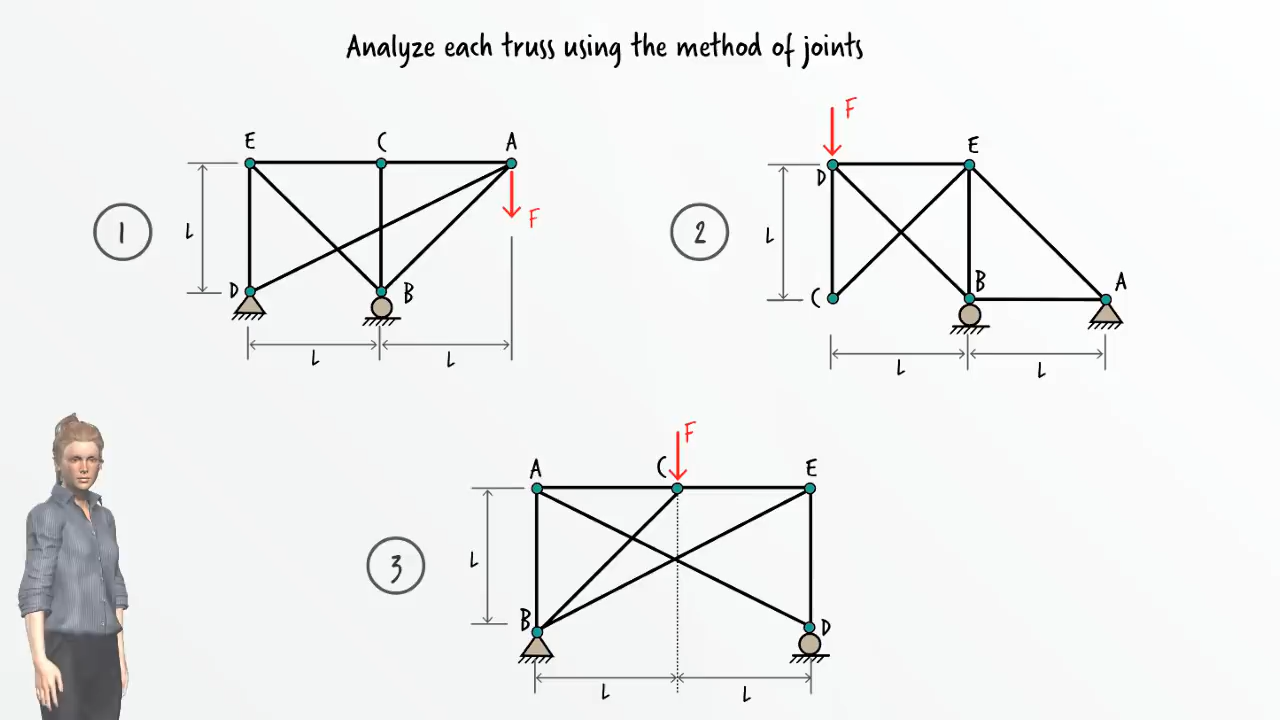 Analyze each truss using the method of joints
E C A
L
1
F
D B
L L
F
D E
L
2
C B A
L L
F
A C E
L
3
B D
L L